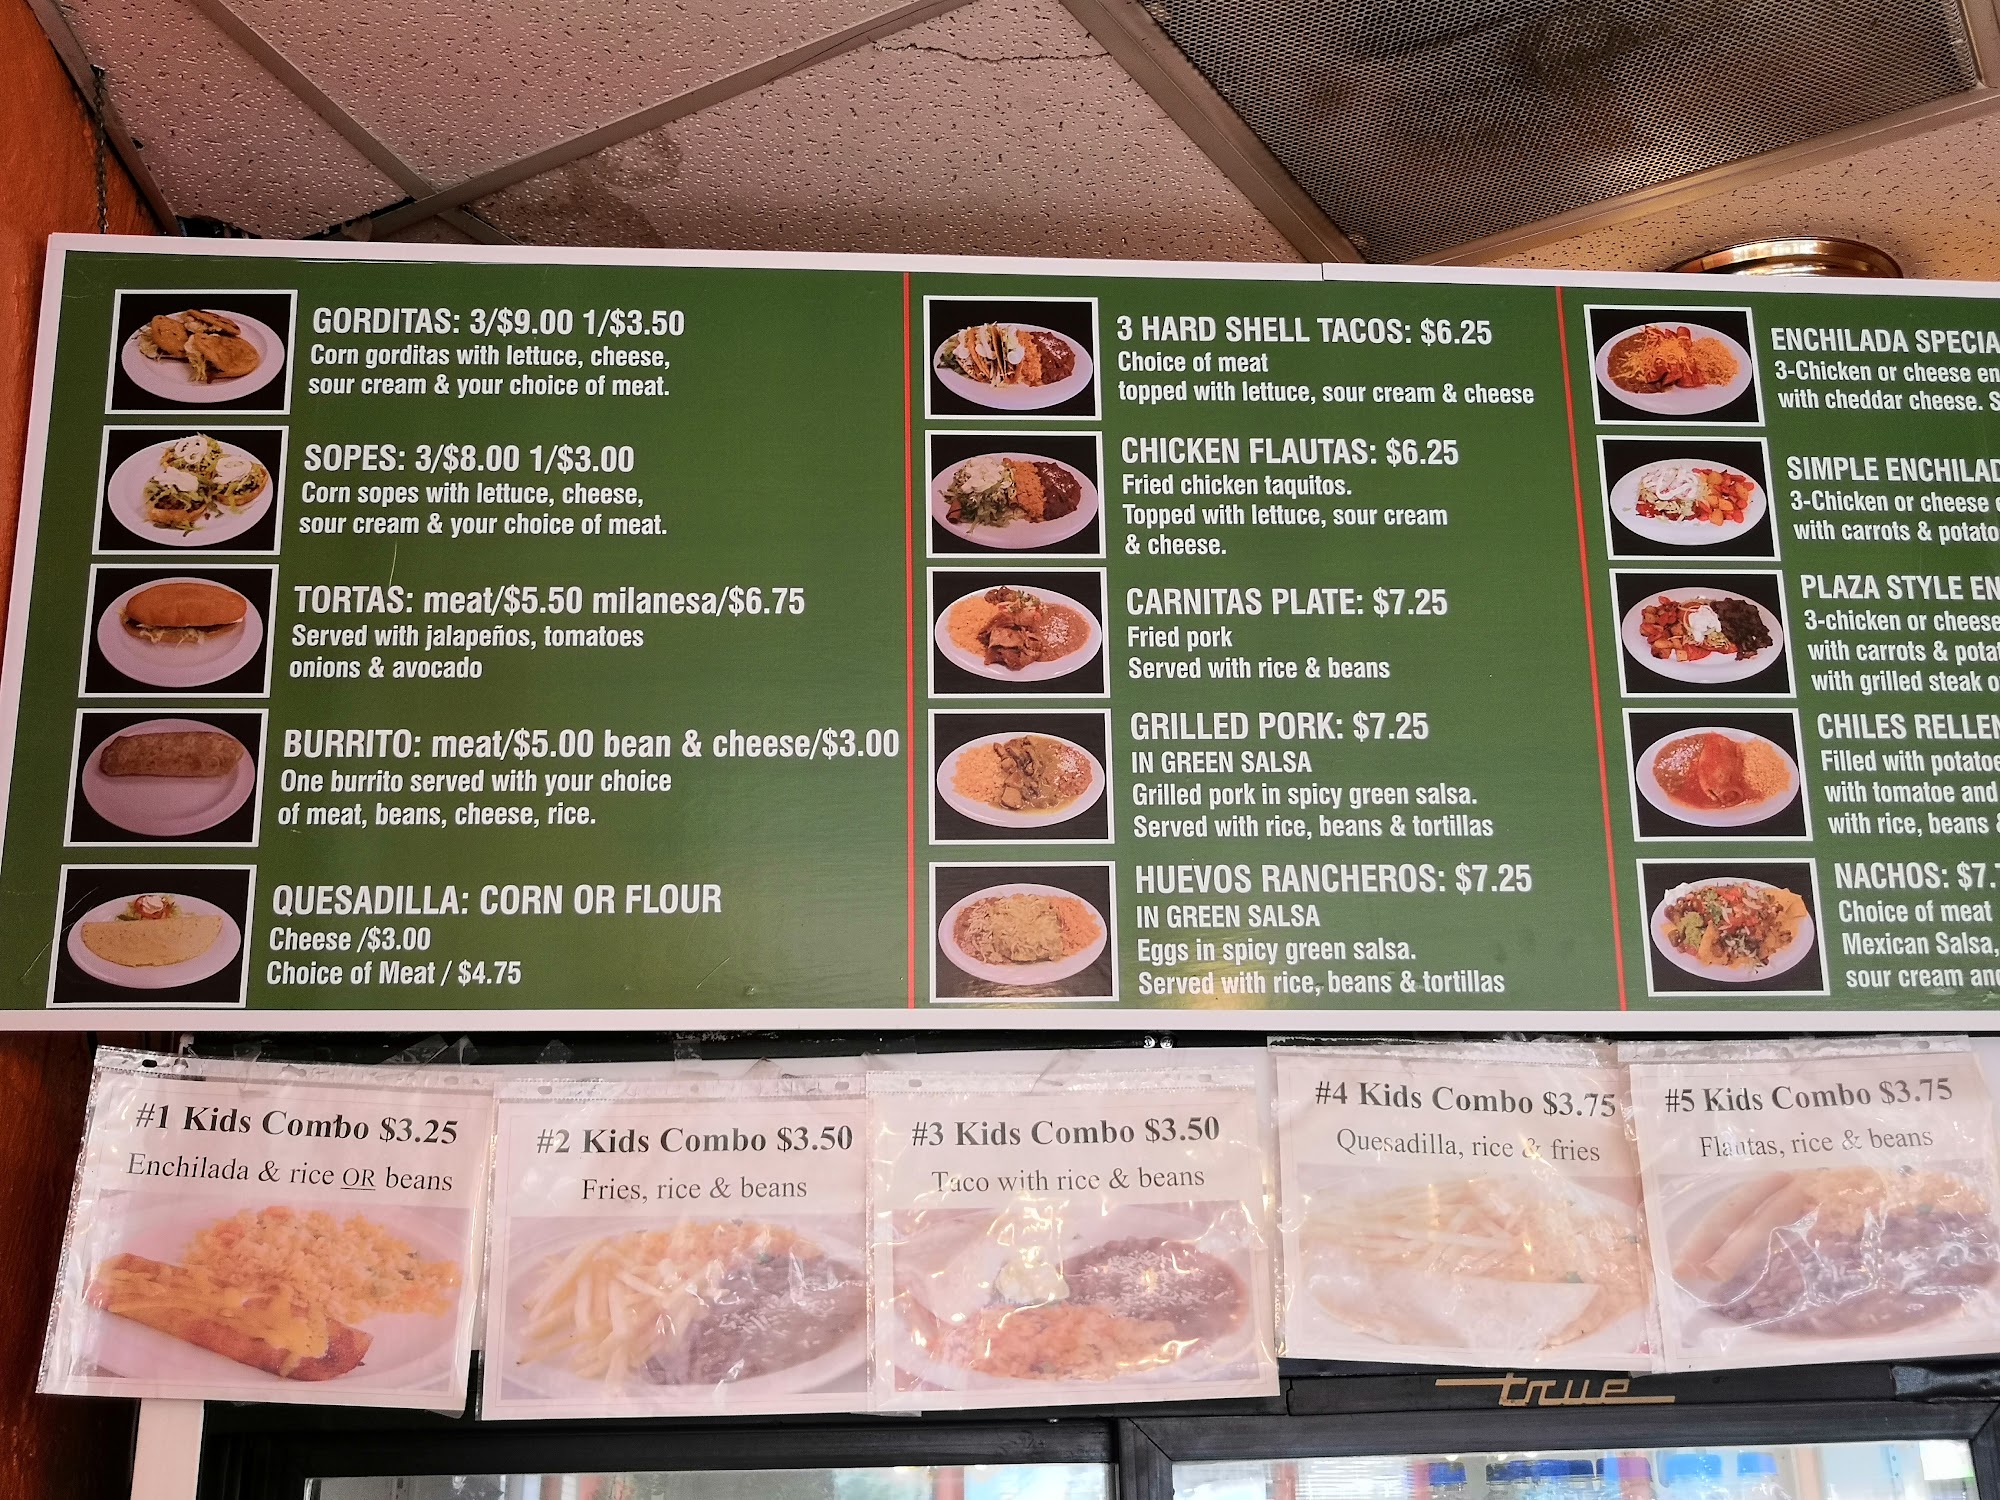 GORDITAS: 3/$9.00 1/$3.50
Corn gorditas with lettuce, cheese,
sour cream & your choice of meat.
SOPES: 3/$8.00 1/$3.00
Corn sopes with lettuce, cheese,
sour cream & your choice of meat.
TORTAS: meat/$5.50 milanesa/$6.75
Served with jalapeños, tomatoes
onions & avocado
BURRITO: meat/$5.00 bean & cheese/$3.00
One burrito served with your choice
of meat, beans, cheese, rice.
QUESADILLA: CORN OR FLOUR
Cheese /$3.00
Choice of Meat / $4.75
3 HARD SHELL TACOS: $6.25
Choice of meat
topped with lettuce, sour cream & cheese
CHICKEN FLAUTAS: $6.25
Fried chicken taquitos.
Topped with lettuce, sour cream
& cheese.
CARNITAS PLATE: $7.25
Fried pork
Served with rice & beans
GRILLED PORK: $7.25
IN GREEN SALSA
Grilled pork in spicy green salsa.
Served with rice, beans & tortillas
HUEVOS RANCHEROS: $7.25
IN GREEN SALSA
Eggs in spicy green salsa.
Served with rice, beans & tortillas
ENCHILADA SPECIA
3-Chicken or cheese en
with cheddar cheese. S
SIMPLE ENCHILAD
3-Chicken or cheese e
with carrots & potato
PLAZA STYLE EN
3-chicken or cheese
with carrots & potat
with grilled steak o
CHILES RELLEN
Filled with potatoe
with tomatoe and
with rice, beans &
NACHOS: $7.
Choice of meat
Mexican Salsa,
sour cream and
#1 Kids Combo $3.25
Enchilada & rice OR beans
#2 Kids Combo $3.50
Fries, rice & beans
#3 Kids Combo $3.50
Taco with rice & beans
#4 Kids Combo $3.75
Quesadilla, rice & fries
#5 Kids Combo $3.75
Flautas, rice & beans
true